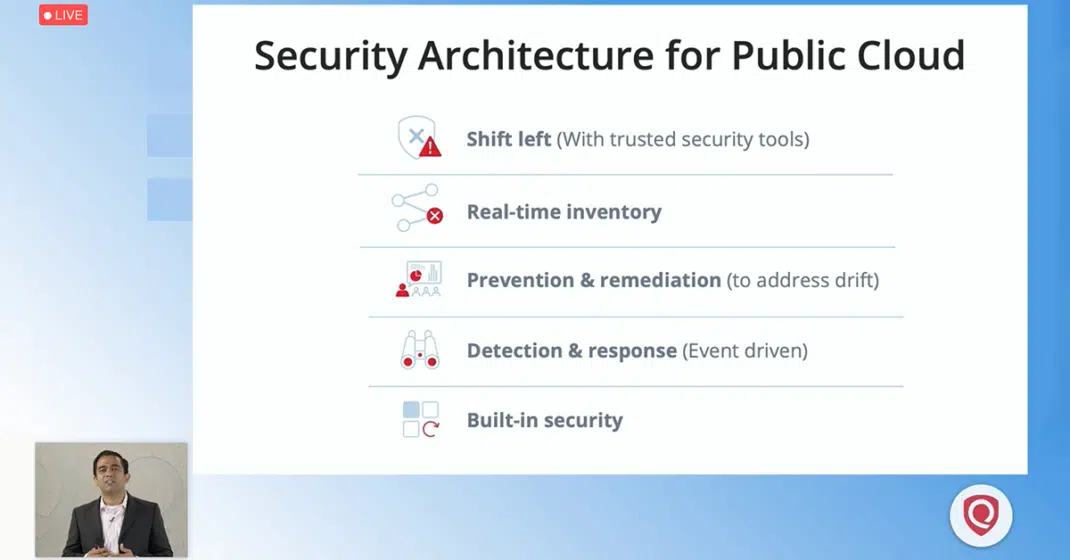 LIVE
Security Architecture for Public Cloud
Shift left (With trusted security tools)
Real-time inventory
Prevention & remediation (to address drift)
Detection & response (Event driven)
Built-in security